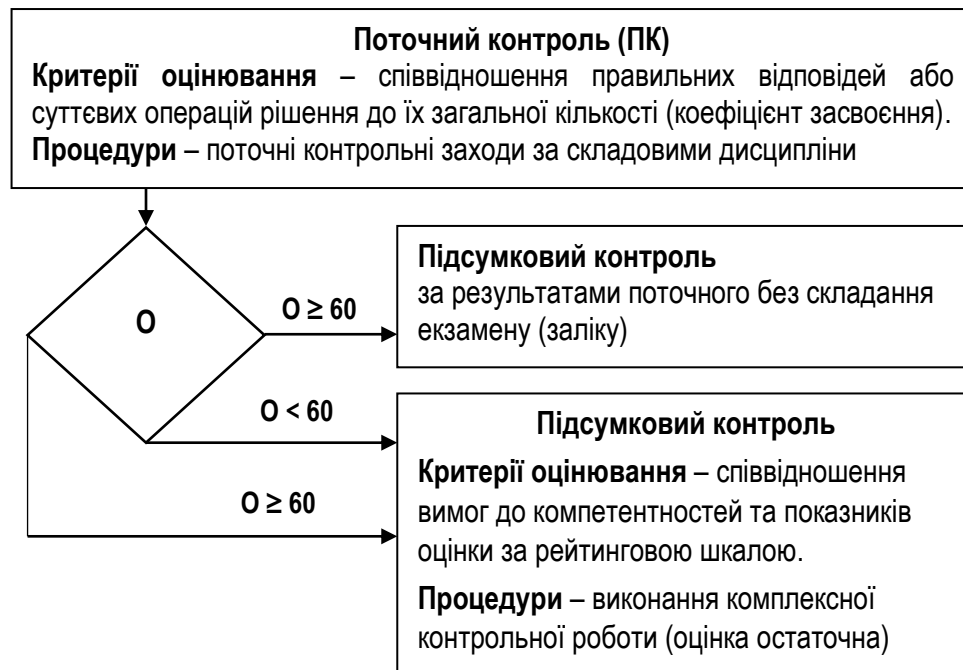 Поточний контроль (ПК)
Критерії оцінювання – співвідношення правильних відповідей або
суттєвих операцій рішення до їх загальної кількості (коефіцієнт засвоєння).
Процедури – поточні контрольні заходи за складовими дисципліни
О
О ≥ 60
Підсумковий контроль
за результатами поточного без складання
екзамену (заліку)
О < 60
О ≥ 60
Підсумковий контроль
Критерії оцінювання – співвідношення
вимог до компетентностей та показників
оцінки за рейтинговою шкалою.
Процедури – виконання комплексної
контрольної роботи (оцінка остаточна)